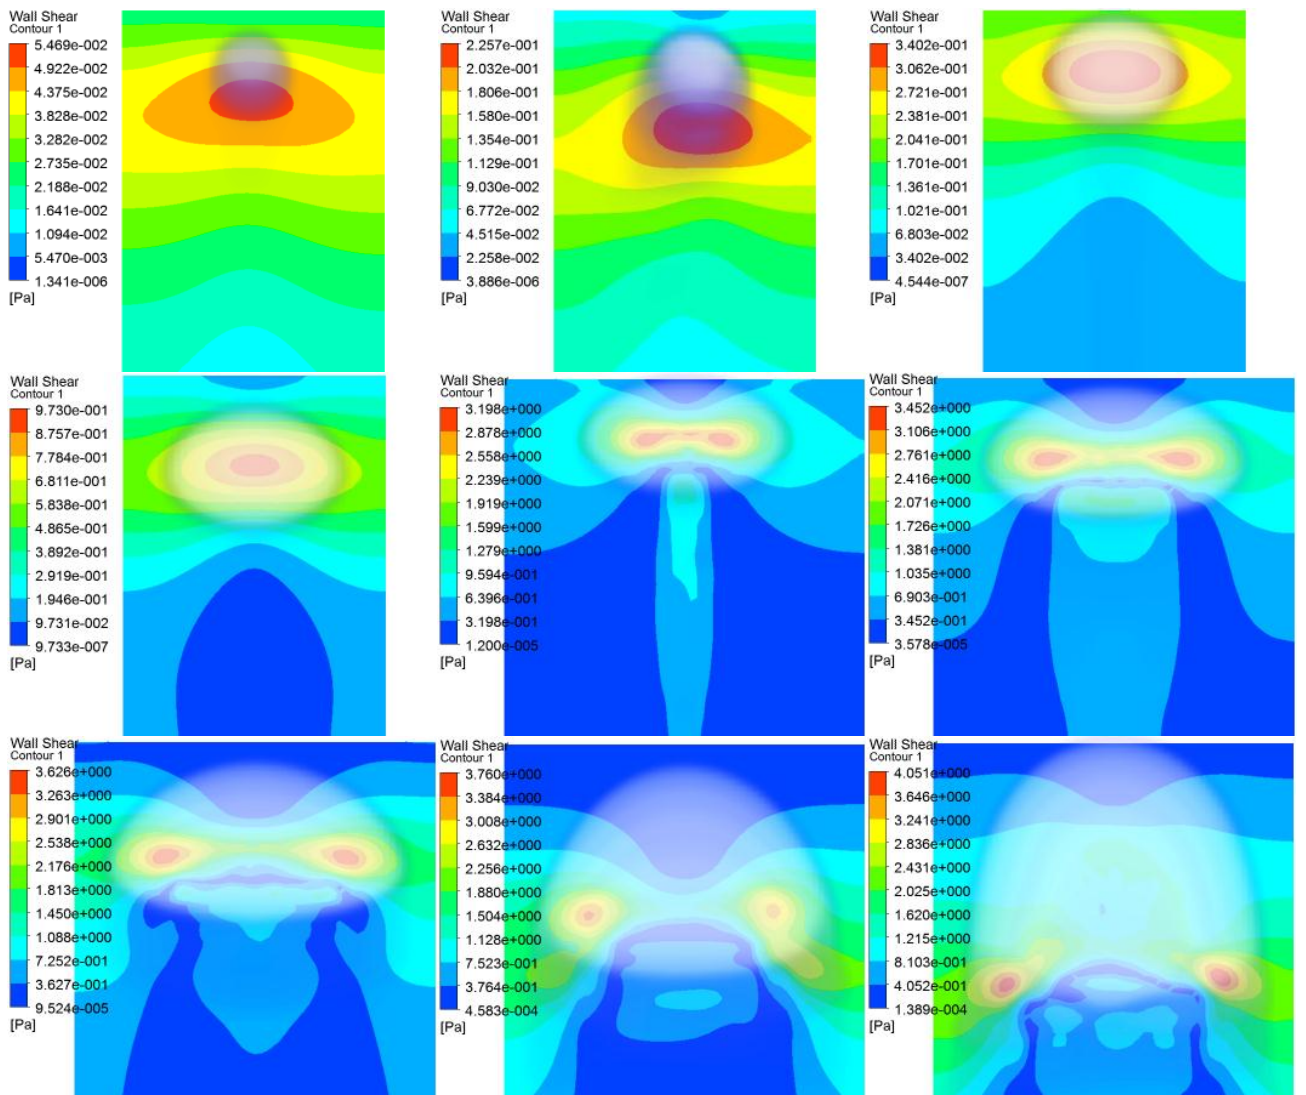 Wall Shear
Contour 1
5.469e-002
4.922e-002
4.375e-002
3.828e-002
3.282e-002
2.735e-002
2.188e-002
1.641e-002
1.094e-002
5.470e-003
1.341e-006
[Pa]
Wall Shear
Contour 1
2.257e-001
2.032e-001
1.806e-001
1.580e-001
1.354e-001
1.129e-001
9.030e-002
6.772e-002
4.515e-002
2.258e-002
3.886e-006
[Pa]
Wall Shear
Contour 1
3.402e-001
3.062e-001
2.721e-001
2.381e-001
2.041e-001
1.701e-001
1.361e-001
1.021e-001
6.803e-002
3.402e-002
4.544e-007
[Pa]
Wall Shear
Contour 1
9.730e-001
8.757e-001
7.784e-001
6.811e-001
5.838e-001
4.865e-001
3.892e-001
2.919e-001
1.946e-001
9.731e-002
9.733e-007
[Pa]
Wall Shear
Contour 1
3.198e+000
2.878e+000
2.558e+000
2.239e+000
1.919e+000
1.599e+000
1.279e+000
9.594e-001
6.396e-001
3.198e-001
1.200e-005
[Pa]
Wall Shear
Contour 1
3.452e+000
3.106e+000
2.761e+000
2.416e+000
2.071e+000
1.726e+000
1.381e+000
1.035e+000
6.903e-001
3.452e-001
3.578e-005
[Pa]
Wall Shear
Contour 1
3.626e+000
3.263e+000
2.901e+000
2.538e+000
2.176e+000
1.813e+000
1.450e+000
1.088e+000
7.252e-001
3.627e-001
9.524e-005
[Pa]
Wall Shear
Contour 1
3.760e+000
3.384e+000
3.008e+000
2.632e+000
2.256e+000
1.880e+000
1.504e+000
1.128e+000
7.523e-001
3.764e-001
4.583e-004
[Pa]
Wall Shear
Contour 1
4.051e+000
3.646e+000
3.241e+000
2.836e+000
2.431e+000
2.025e+000
1.620e+000
1.215e+000
8.103e-001
4.052e-001
1.389e-004
[Pa]